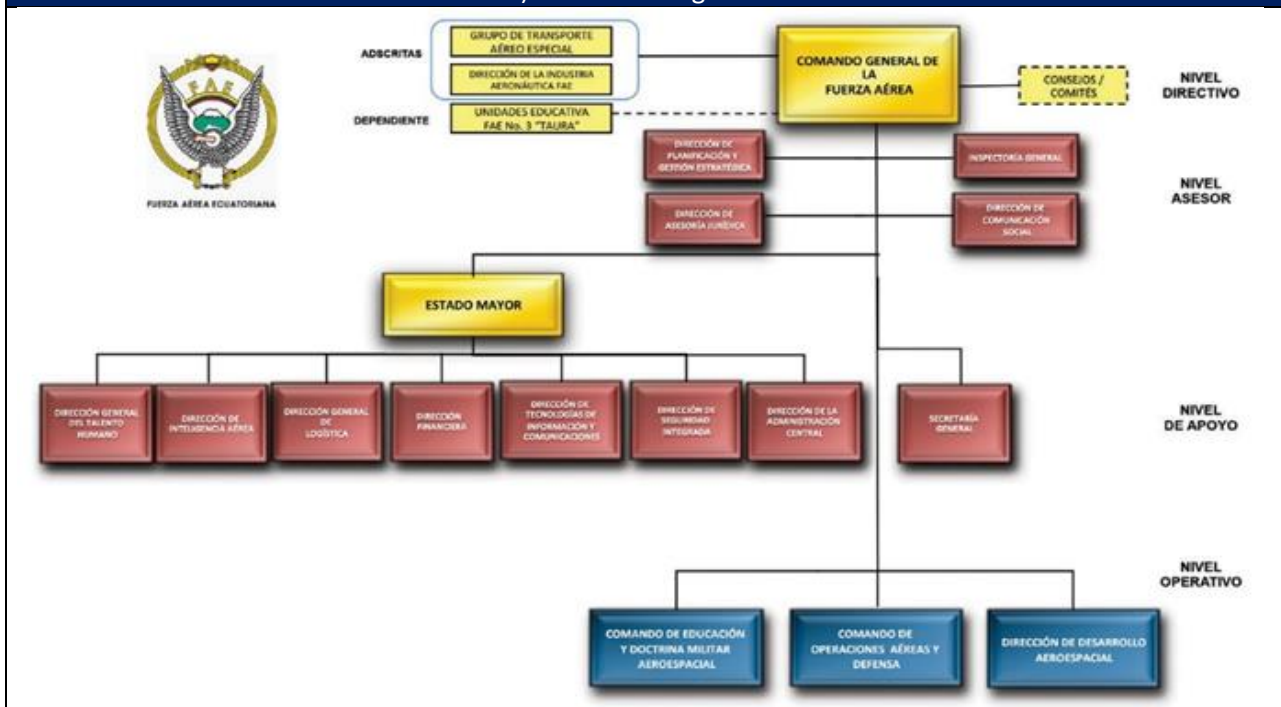 ADSCRITAS
GRUPO DE TRANSPORTE
AÉREO ESPECIAL
DIRECCIÓN DE LA INDUSTRIA
AERONÁUTICA FAE
DEPENDIENTE
UNIDADES EDUCATIVA
FAE No. 3 "TAURA"
COMANDO GENERAL DE
LA
FUERZA AÉREA
CONSEJOS /
COMITÉS
NIVEL
DIRECTIVO
FAE
FUERZA AÉREA ECUATORIANA
DIRECCIÓN DE
PLANIFICACIÓN Y
GESTIÓN ESTRATÉGICA
INSPECTORÍA GENERAL
DIRECCIÓN DE
ASESORÍA JURÍDICA
DIRECCIÓN DE
COMUNICACIÓN
SOCIAL
NIVEL
ASESOR
ESTADO MAYOR
DIRECCIÓN GENERAL
DEL TALENTO
HUMANO
DIRECCIÓN DE
INTELIGENCIA AÉREA
DIRECCIÓN GENERAL
DE
LOGÍSTICA
DIRECCIÓN
FINANCIERA
DIRECCIÓN DE
TECNOLOGÍAS DE
INFORMACIÓN Y
COMUNICACIONES
DIRECCIÓN DE
SEGURIDAD
INTEGRADA
DIRECCIÓN DE LA
ADMINISTRACIÓN
CENTRAL
SECRETARÍA
GENERAL
NIVEL
DE APOYO
NIVEL
OPERATIVO
COMANDO DE EDUCACIÓN
Y DOCTRINA MILITAR
AEROESPACIAL
COMANDO DE
OPERACIONES AÉREAS Y
DEFENSA
DIRECCIÓN DE DESARROLLO
AEROESPACIAL